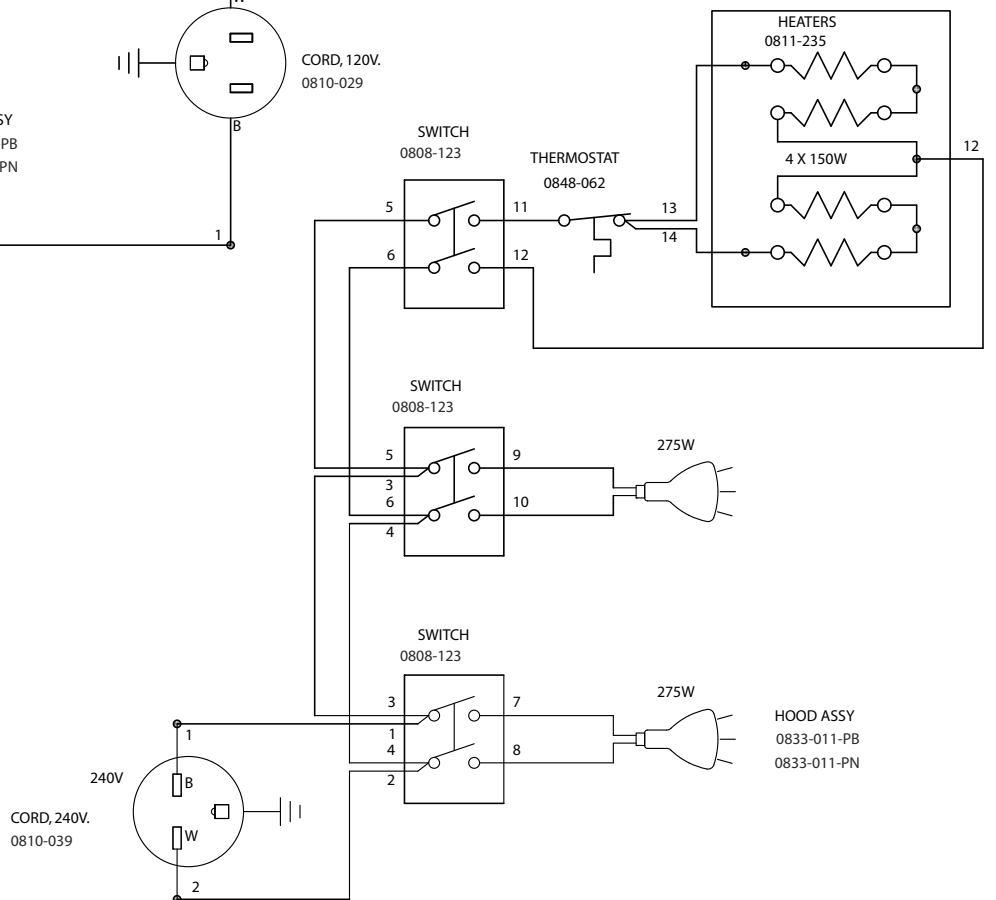 HEATERS
0811-235
CORD, 120V.
0810-029
B
SY
-PB
-PN
SWITCH
0808-123
THERMOSTAT
0848-062
4 X 150W
12
5
11
13
1
14
6
12
SWITCH
0808-123
275W
5
9
3
6
10
4
SWITCH
0808-123
275W
3
7
HOOD ASSY
0833-011-PB
0833-011-PN
1
1
4
8
2
240V
B
CORD, 240V.
0810-039
W
2